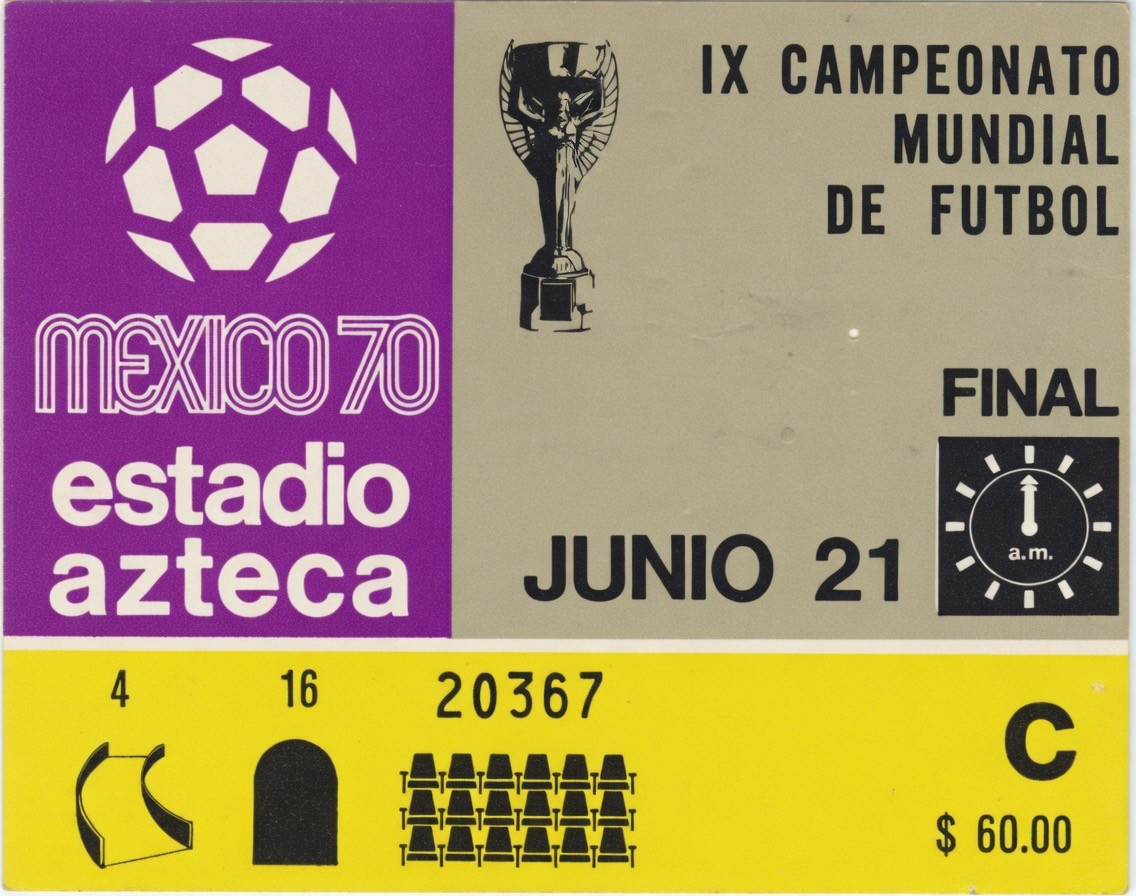 MEXICO 70
estadio
azteca
IX CAMPEONATO
MUNDIAL
DE FUTBOL
FINAL
a.m.
JUNIO 21
4
16
20367
C
$ 60.00